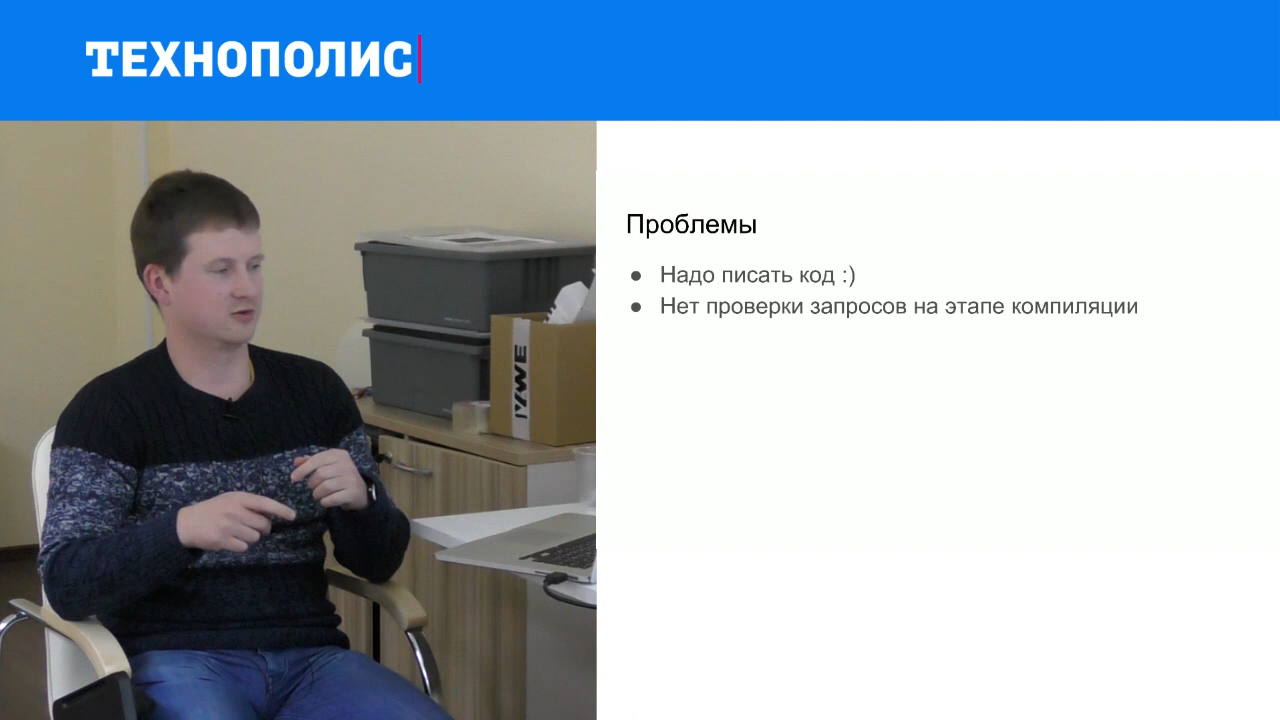 ТЕХНОПОЛИС
Проблемы
● Надо писать код :)
● Нет проверки запросов на этапе компиляции